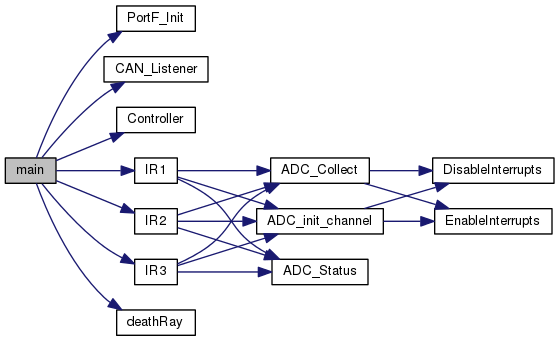 PortF_Init
CAN_Listener
Controller
main
IR1
ADC_Collect
DisableInterrupts
IR2
ADC_init_channel
EnableInterrupts
IR3
ADC_Status
deathRay